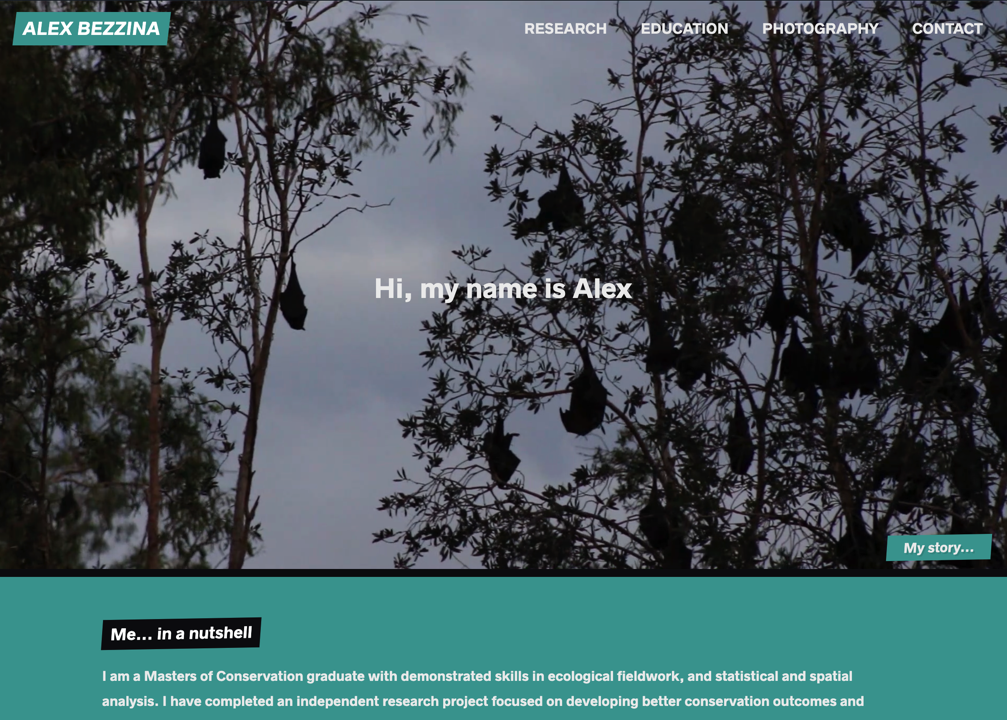 ALEX BEZZINA
RESEARCH EDUCATION PHOTOGRAPHY CONTACT
Hi, my name is Alex
My story...
Me... in a nutshell
I am a Masters of Conservation graduate with demonstrated skills in ecological fieldwork, and statistical and spatial
analysis. I have completed an independent research project focused on developing better conservation outcomes and